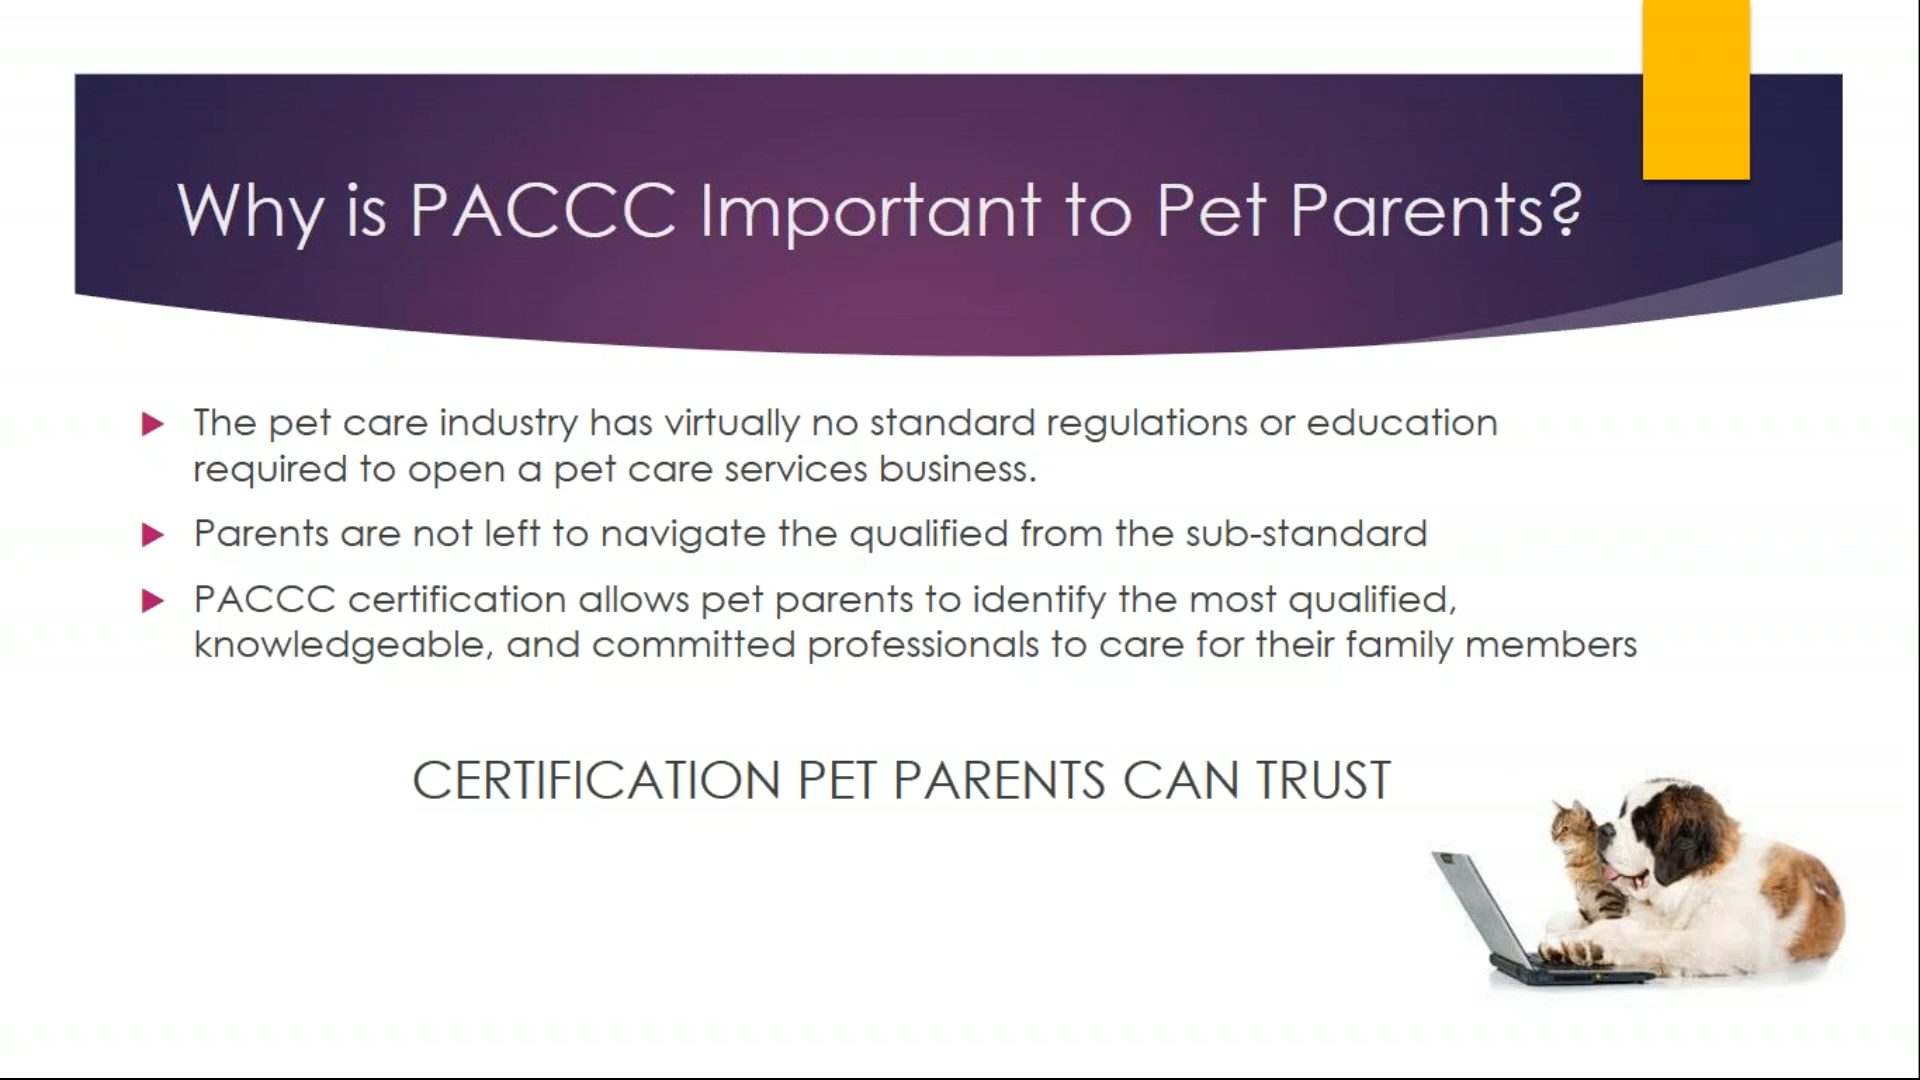 Why is PACCC Important to Pet Parents?
The pet care industry has virtually no standard regulations or education
required to open a pet care services business.
Parents are not left to navigate the qualified from the sub-standard
PACCC certification allows pet parents to identify the most qualified,
knowledgeable, and committed professionals to care for their family members
CERTIFICATION PET PARENTS CAN TRUST